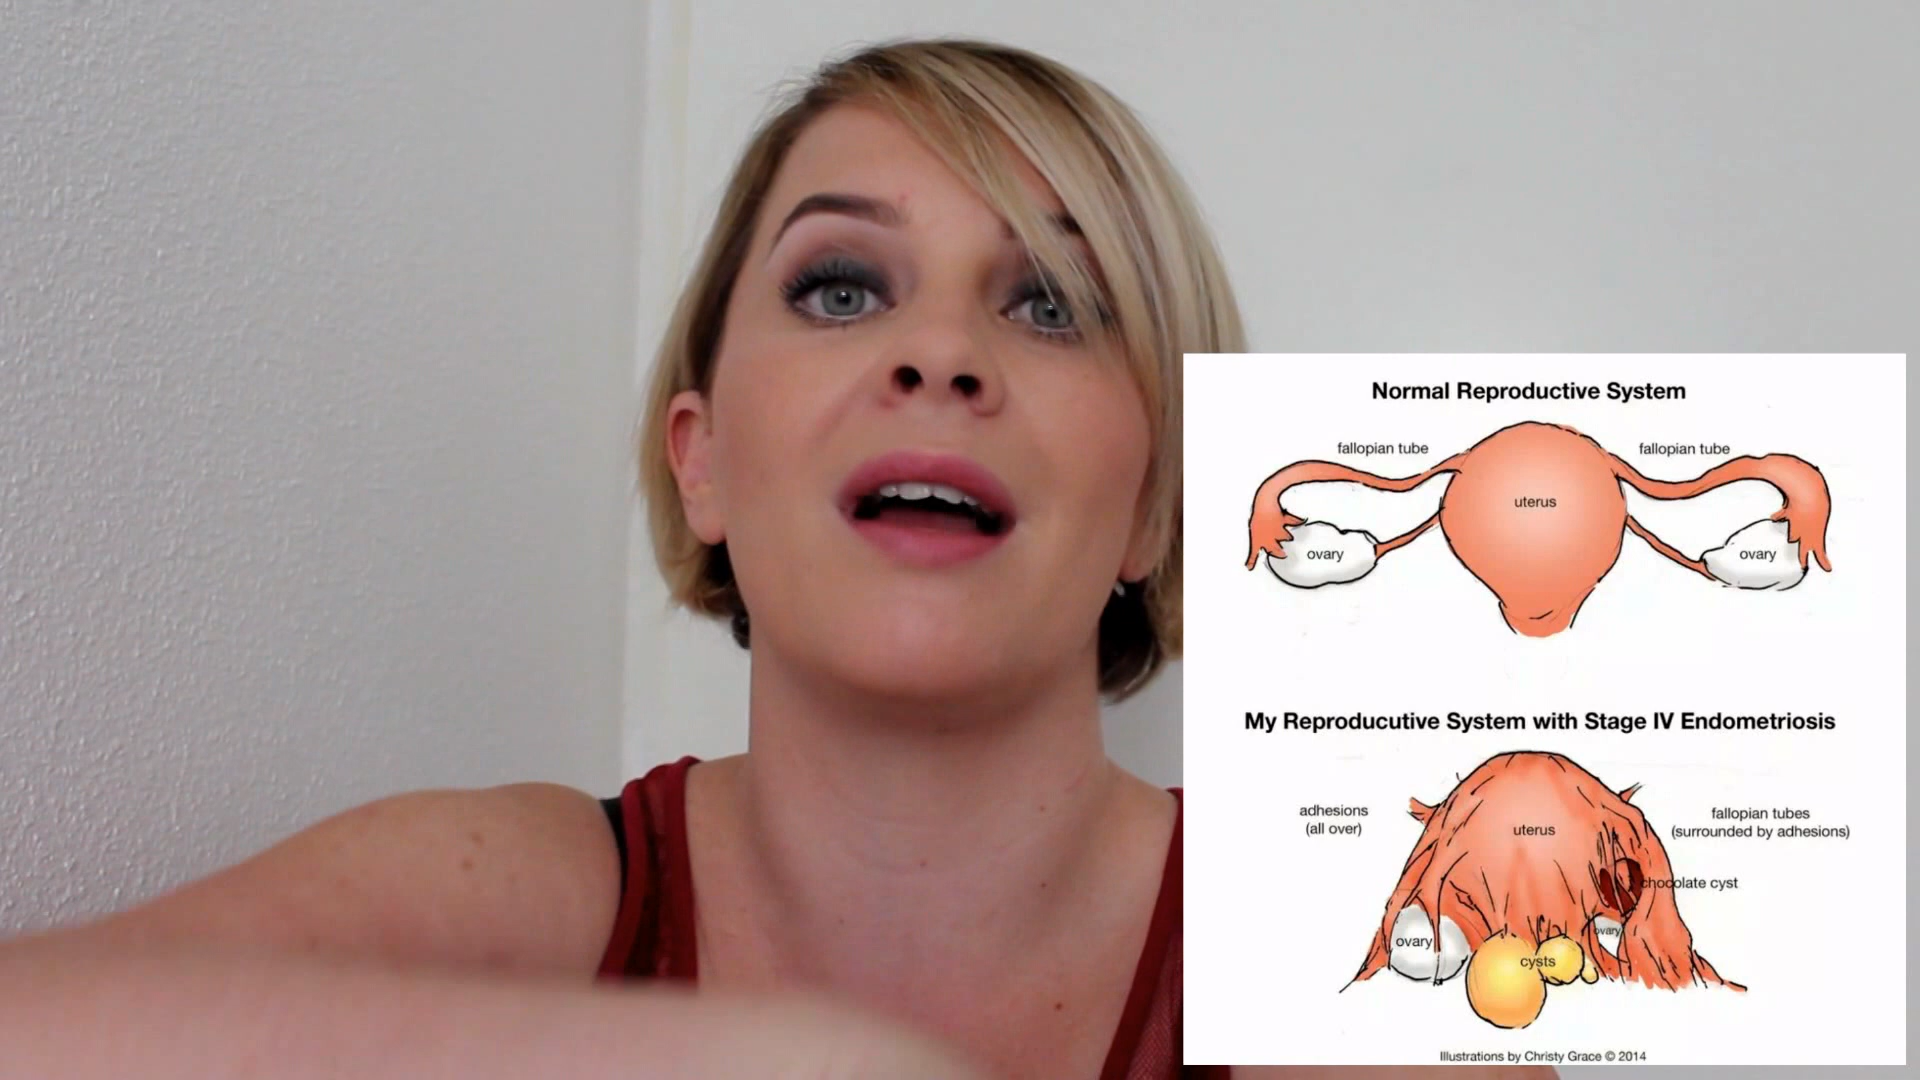 Normal Reproductive System
fallopian tube
fallopian tube
uterus
ovary
ovary
My Reproducutive System with Stage IV Endometriosis
adhesions
(all over)
fallopian tubes
(surrounded by adhesions)
uterus
chocolate cyst
ovary
ovary
cysts
Illustrations by Christy Grace © 2014